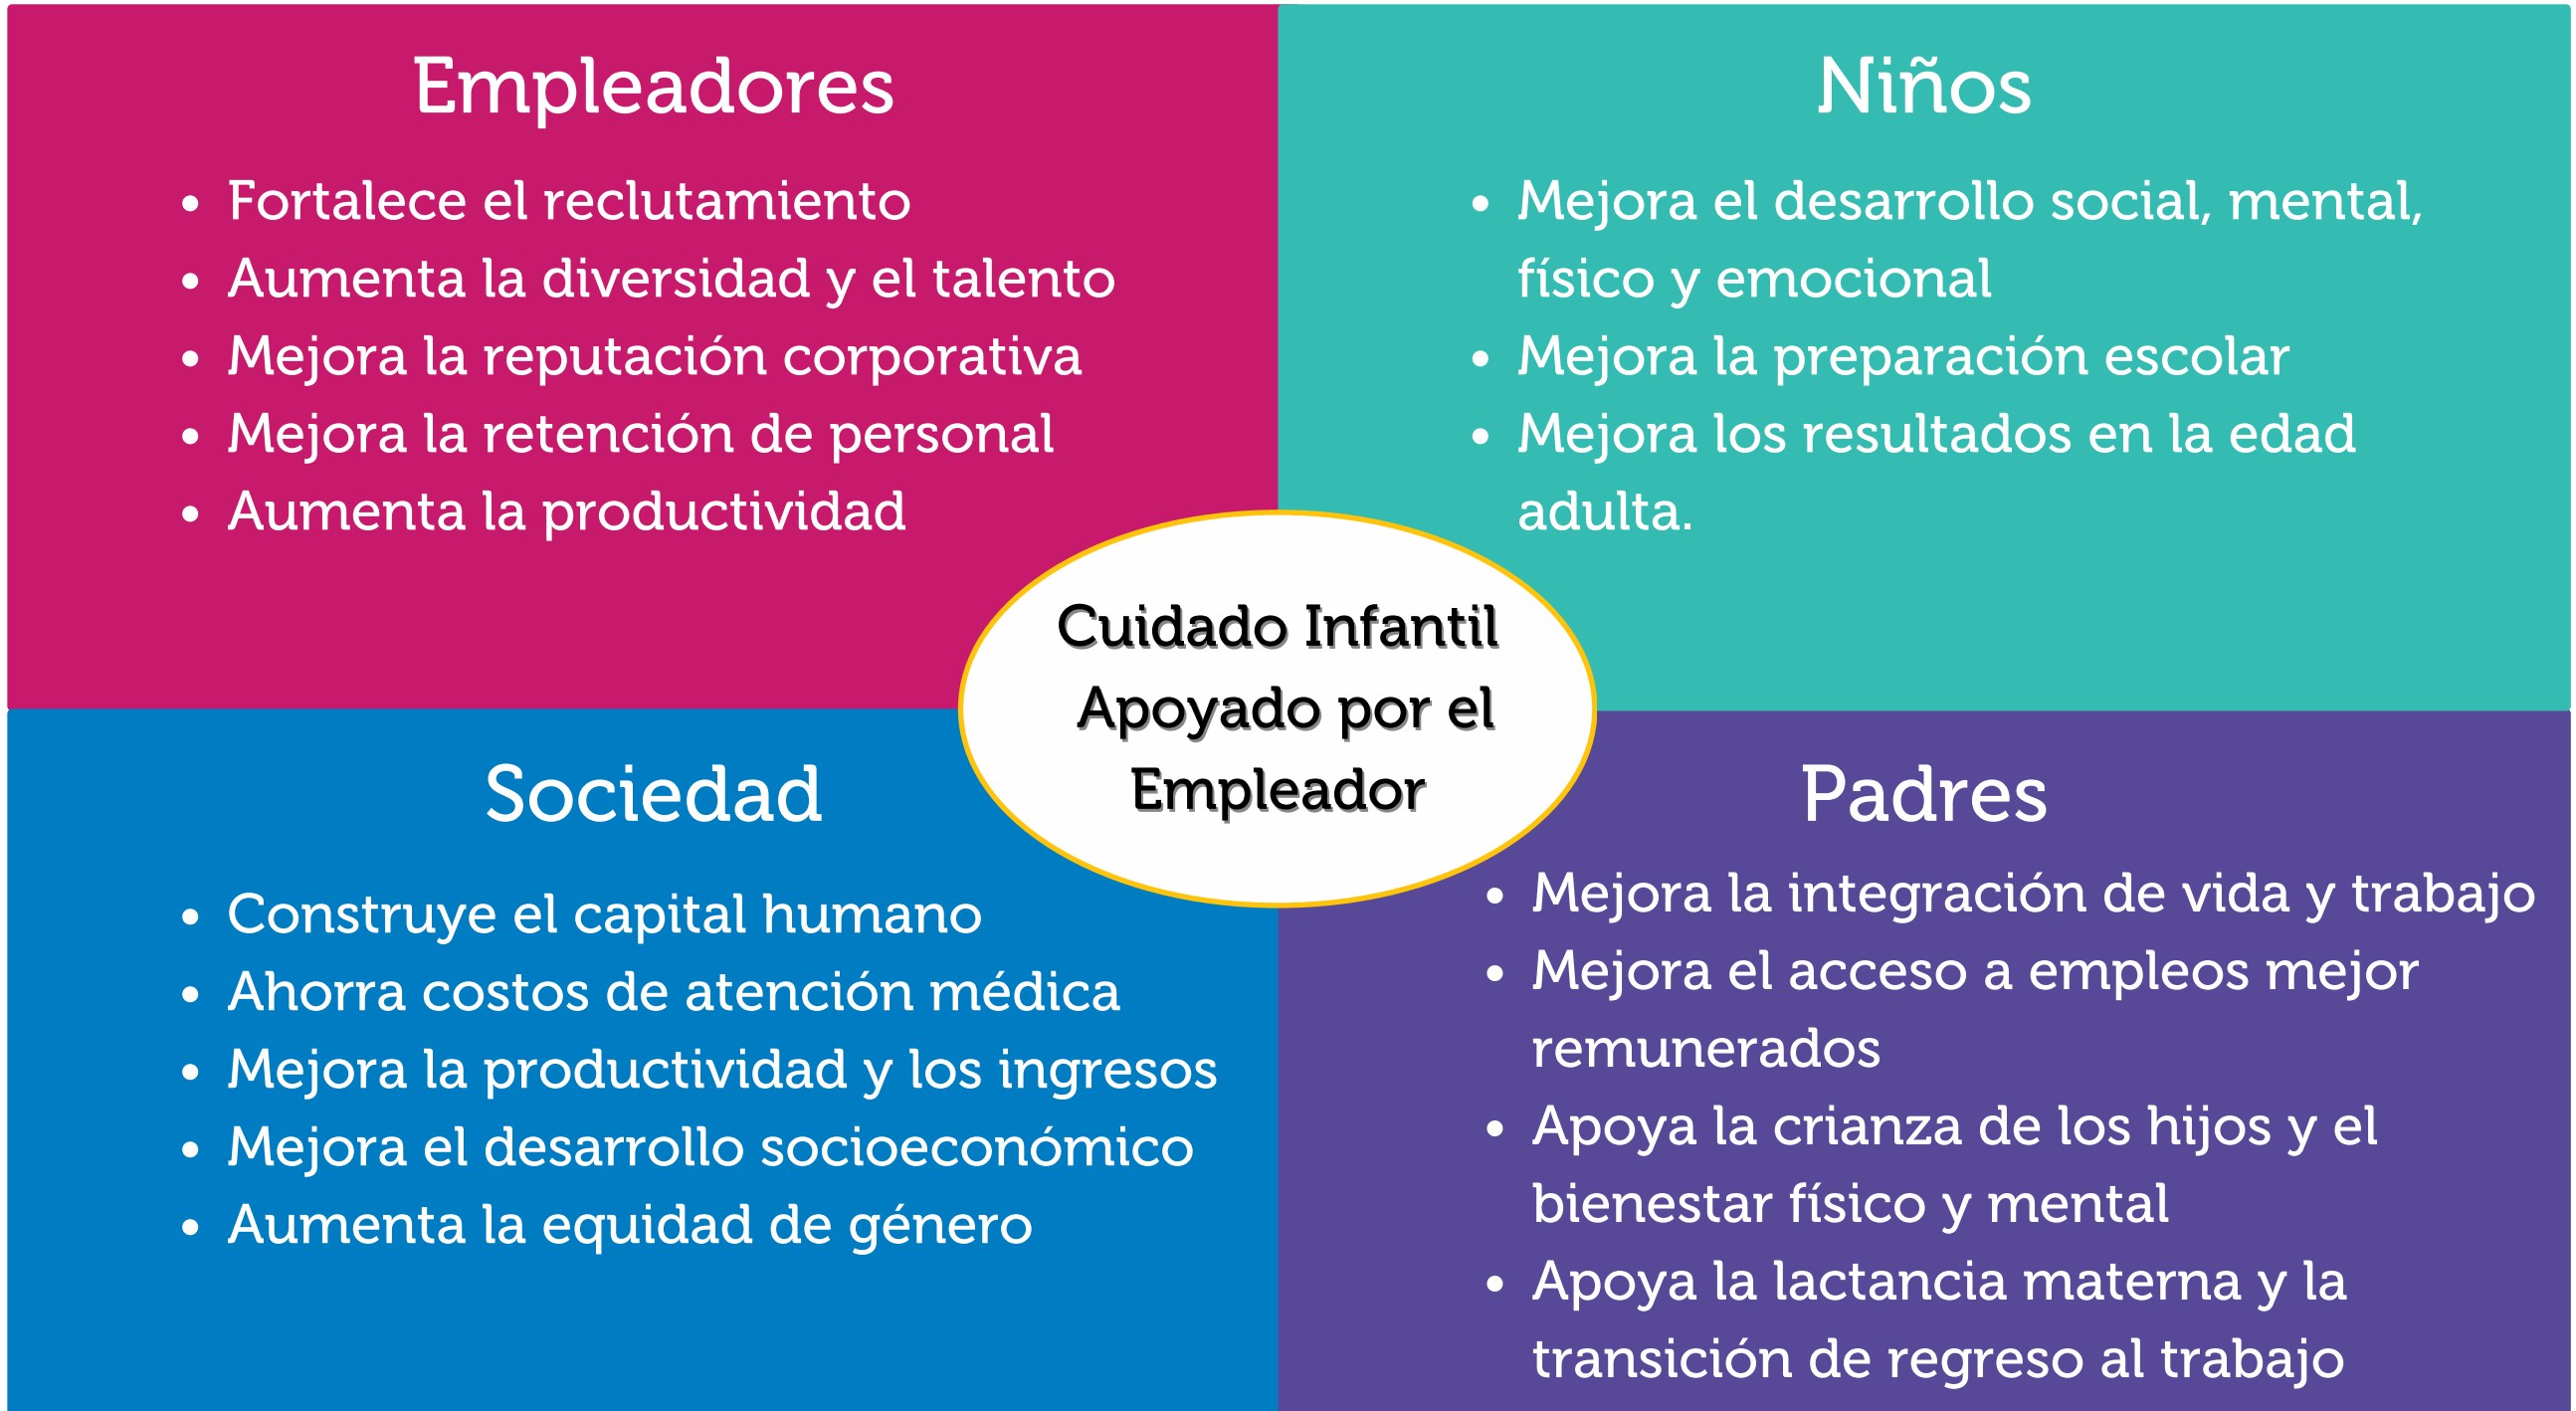 Empleadores
• Fortalece el reclutamiento
• Aumenta la diversidad y el talento
• Mejora la reputación corporativa
• Mejora la retención de personal
• Aumenta la productividad
Niños
• Mejora el desarrollo social, mental,
físico y emocional
• Mejora la preparación escolar
• Mejora los resultados en la edad
adulta.
Cuidado Infantil
Apoyado por el
Empleador
Sociedad
• Construye el capital humano
• Ahorra costos de atención médica
• Mejora la productividad y los ingresos
• Mejora el desarrollo socioeconómico
• Aumenta la equidad de género
Padres
• Mejora la integración de vida y trabajo
• Mejora el acceso a empleos mejor
remunerados
• Apoya la crianza de los hijos y el
bienestar físico y mental
• Apoya la lactancia materna y la
transición de regreso al trabajo